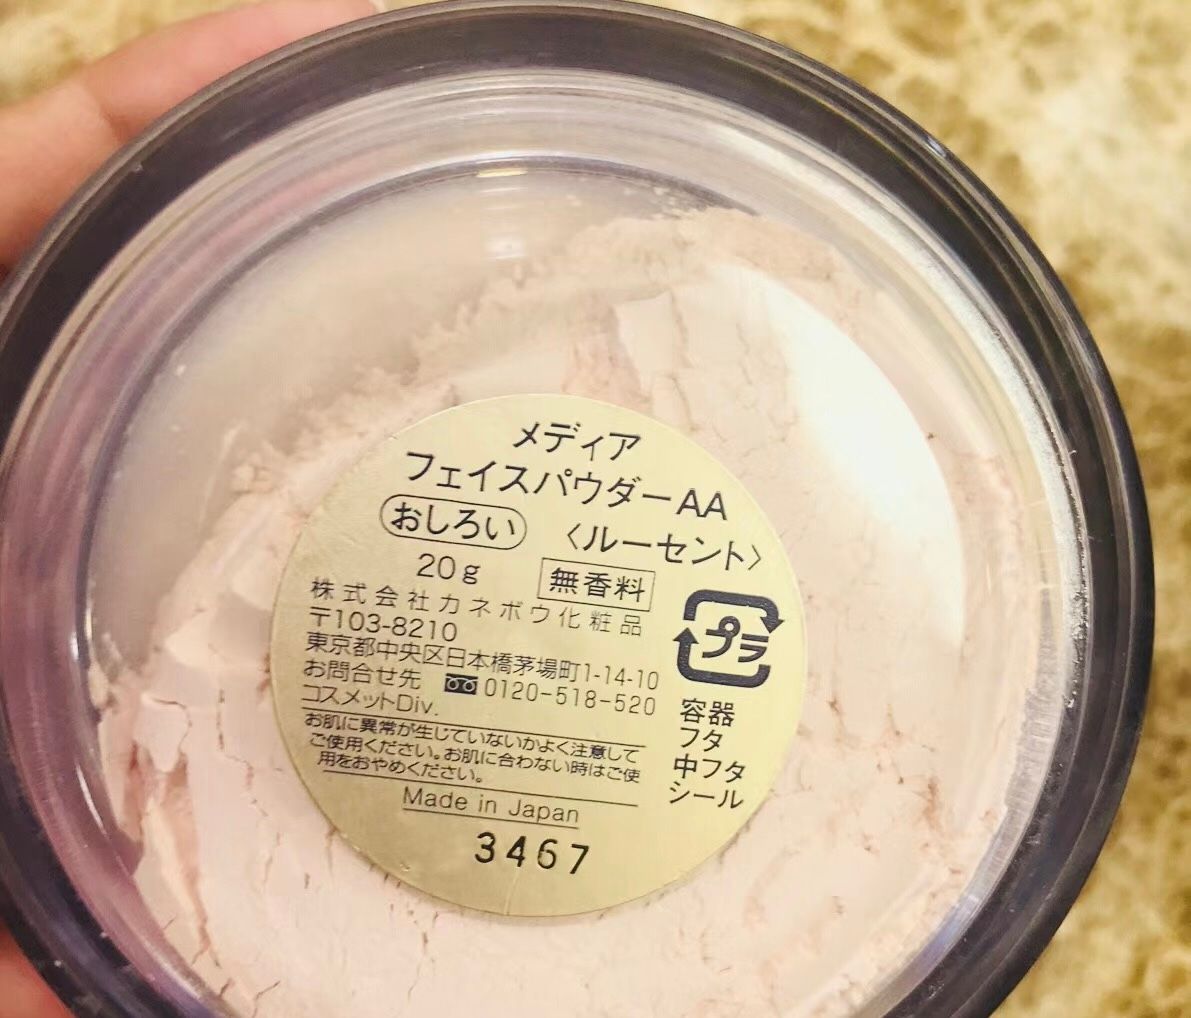 メディア
フェイスパウダーAA
おしろい 〈ルーセント〉
20g 無香料
株式会社カネボウ化粧品
〒103-8210
東京都中央区日本橋茅場町1-14-10
お問合せ先 0120-518-520
コスメットDiv.
お肌に異常が生じていないかよく注意して
ご使用ください。お肌に合わない時はご使
用をおやめください。
Made in Japan
3467
プラ
容器
フタ
中フタ
シール